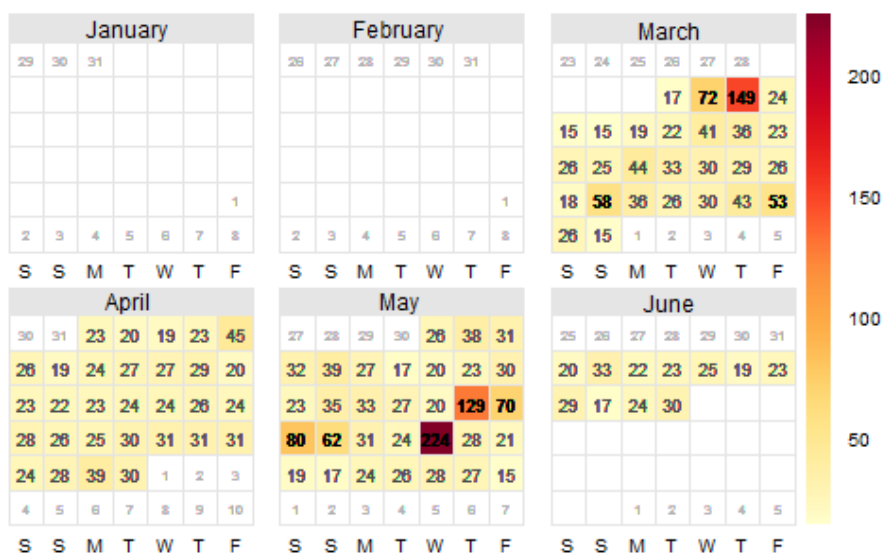 January February March
29 30 31 26 27 28 29 30 31 23 24 25 26 27 28
17 72 149 24
15 15 19 22 41 36 23
26 25 44 33 30 29 26
1 1 18 58 36 26 30 43 53
2 3 4 5 6 7 8 2 3 4 5 6 7 8 26 15 1 2 3 4 5
S S M T W T F S S M T W T F S S M T W T F
April May June
30 31 23 20 19 23 45 27 28 29 30 26 38 31 25 26 27 28 29 30 31
26 19 24 27 27 29 20 32 39 27 17 20 23 30 20 33 22 23 25 19 23
23 22 23 24 24 26 24 23 35 33 27 20 129 70 29 17 24 30
28 26 25 30 31 31 31 80 62 31 24 224 28 21
24 28 39 30 1 2 3 19 17 24 26 28 27 15
4 5 6 7 8 9 10 1 2 3 4 5 6 7 1 2 3 4 5
S S M T W T F S S M T W T F S S M T W T F
200
150
100
50